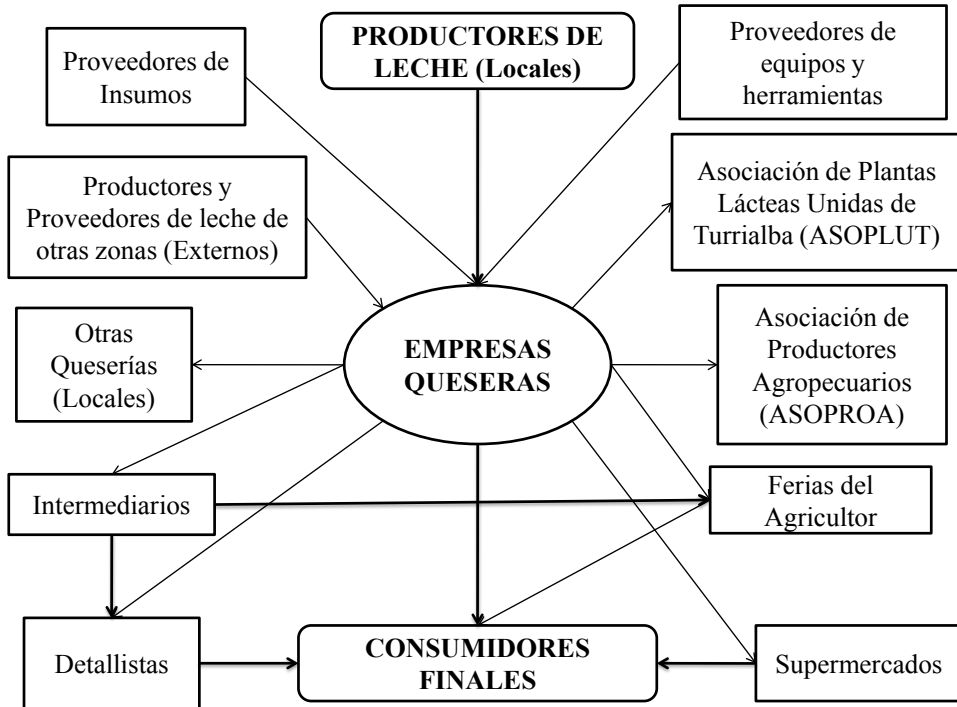 Proveedores de
Insumos
PRODUCTORES DE
LECHE (Locales)
Proveedores de
equipos y
herramientas
Productores y
Proveedores de leche de
otras zonas (Externos)
Asociación de Plantas
Lácteas Unidas de
Turrialba (ASOPLUT)
Otras
Queserías
(Locales)
EMPRESAS
QUESERAS
Asociación de
Productores
Agropecuarios
(ASOPROA)
Intermediarios
Ferias del
Agricultor
Detallistas
CONSUMIDORES
FINALES
Supermercados